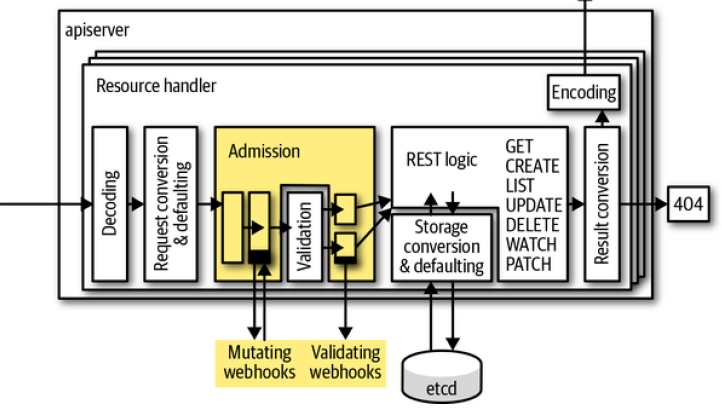 apiserver
Resource handler
Encoding
Decoding
Request conversion
& defaulting
Admission
Validation
REST logic
GET
CREATE
LIST
UPDATE
DELETE
WATCH
PATCH
Storage
conversion
& defaulting
Result conversion
404
Mutating
webhooks
Validating
webhooks
etcd